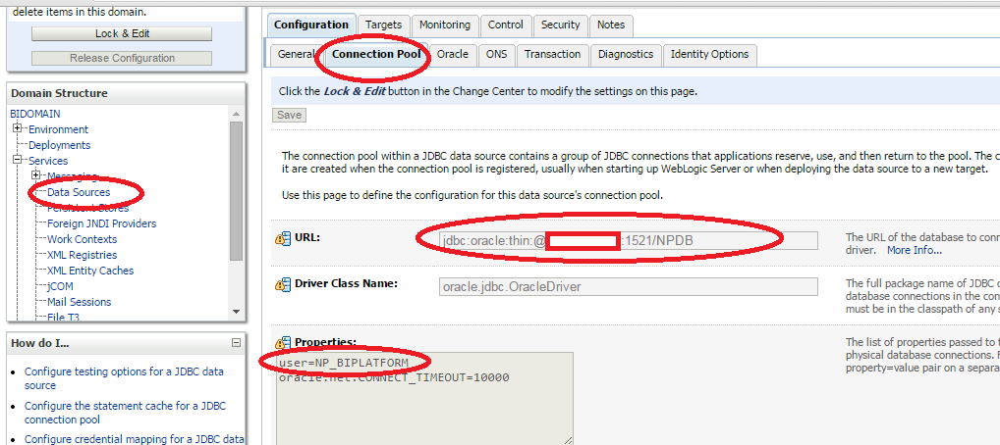 delete items in this domain.
Lock & Edit
Release Configuration
Domain Structure
BIDOMAIN
Environment
Deployments
Services
Messaging
Data Sources
Persistent Stores
Foreign JNDI Providers
Work Contexts
XML Registries
XML Entity Caches
jCOM
Mail Sessions
File T3
How do I...
Configure testing options for a JDBC data
source
Configure the statement cache for a JDBC
connection pool
Configure credential mapping for a JDBC data
Configuration Targets Monitoring Control Security Notes
General Connection Pool Oracle ONS Transaction Diagnostics Identity Options
Click the Lock & Edit button in the Change Center to modify the settings on this page.
Save
The connection pool within a JDBC data source contains a group of JDBC connections that applications reserve, use, and then return to the pool. The c
it are created when the connection pool is registered, usually when starting up WebLogic Server or when deploying the data source to a new target.
Use this page to define the configuration for this data source's connection pool.
URL: jdbc:oracle:thin:@ :1521/NPDB
The URL of the database to conn
driver. More Info...
Driver Class Name: oracle.jdbc.OracleDriver
The full package name of JDBC d
database connections in the con
must be in the classpath of any s
Properties:
user=NP_BIPLATFORM
oracle.net.CONNECT_TIMEOUT=10000
The list of properties passed to t
physical database connections. F
property=value pair on a separa